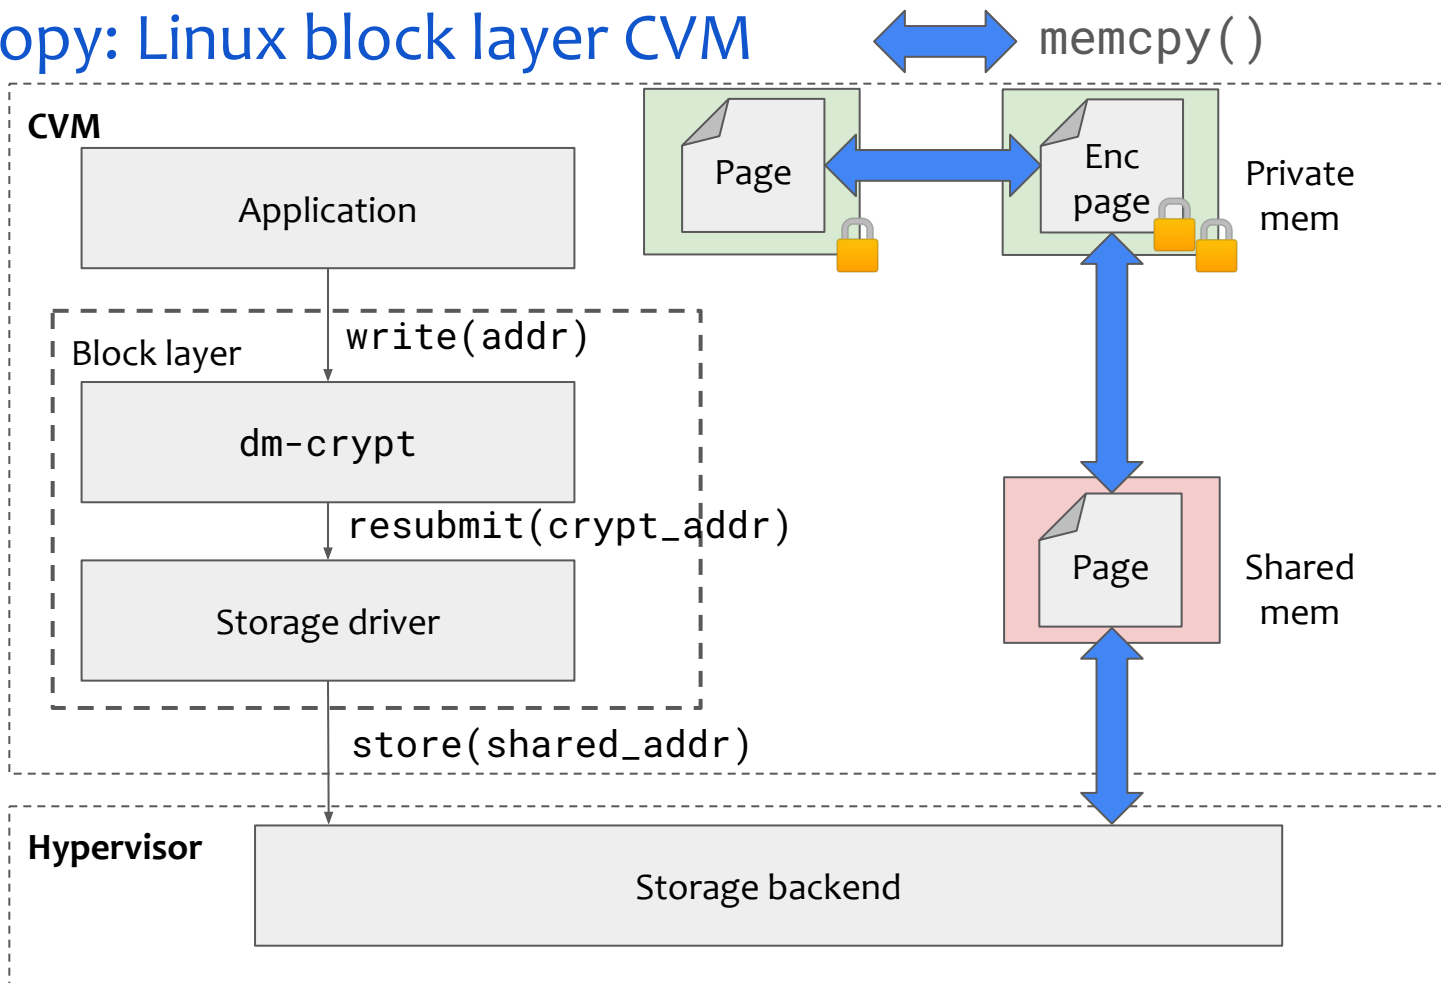 opy: Linux block layer CVM
memcpy()
CVM
Application
Page
Enc
page
Private
mem
write(addr)
Block layer
dm-crypt
resubmit(crypt_addr)
Storage driver
Page
Shared
mem
store(shared_addr)
Hypervisor
Storage backend